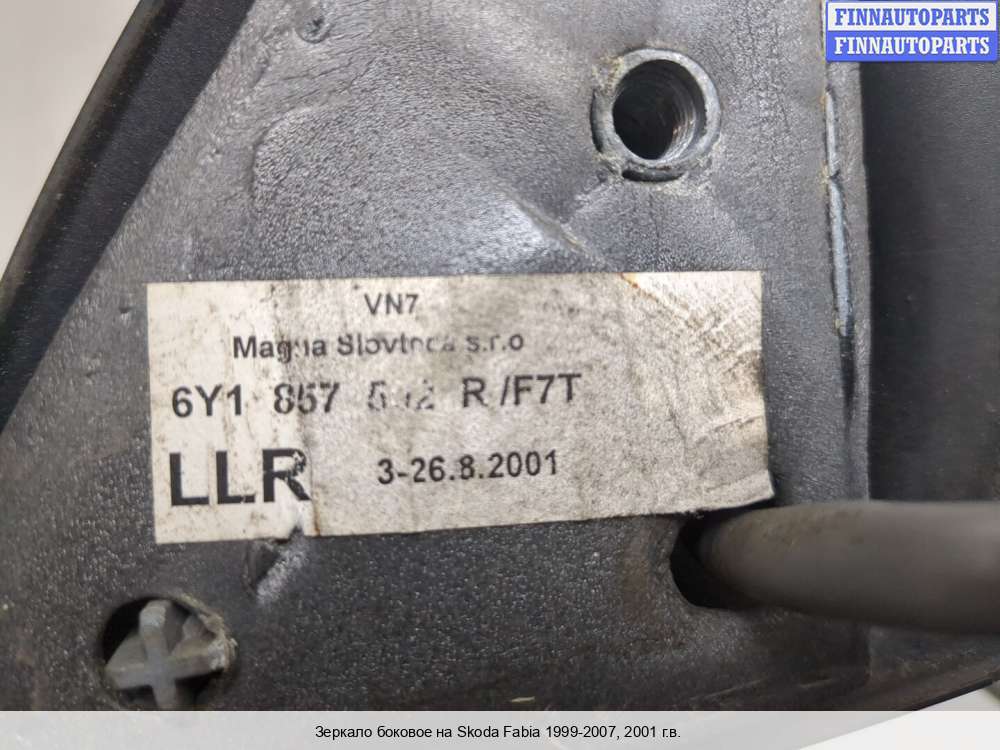 FINNAUTOPARTS
FINNAUTOPARTS
VN7
Magna Slovteca s.r.o
6Y1 857 R /F7T
LLR 3-26.8.2001
Зеркало боковое на Skoda Fabia 1999-2007, 2001 г.в.